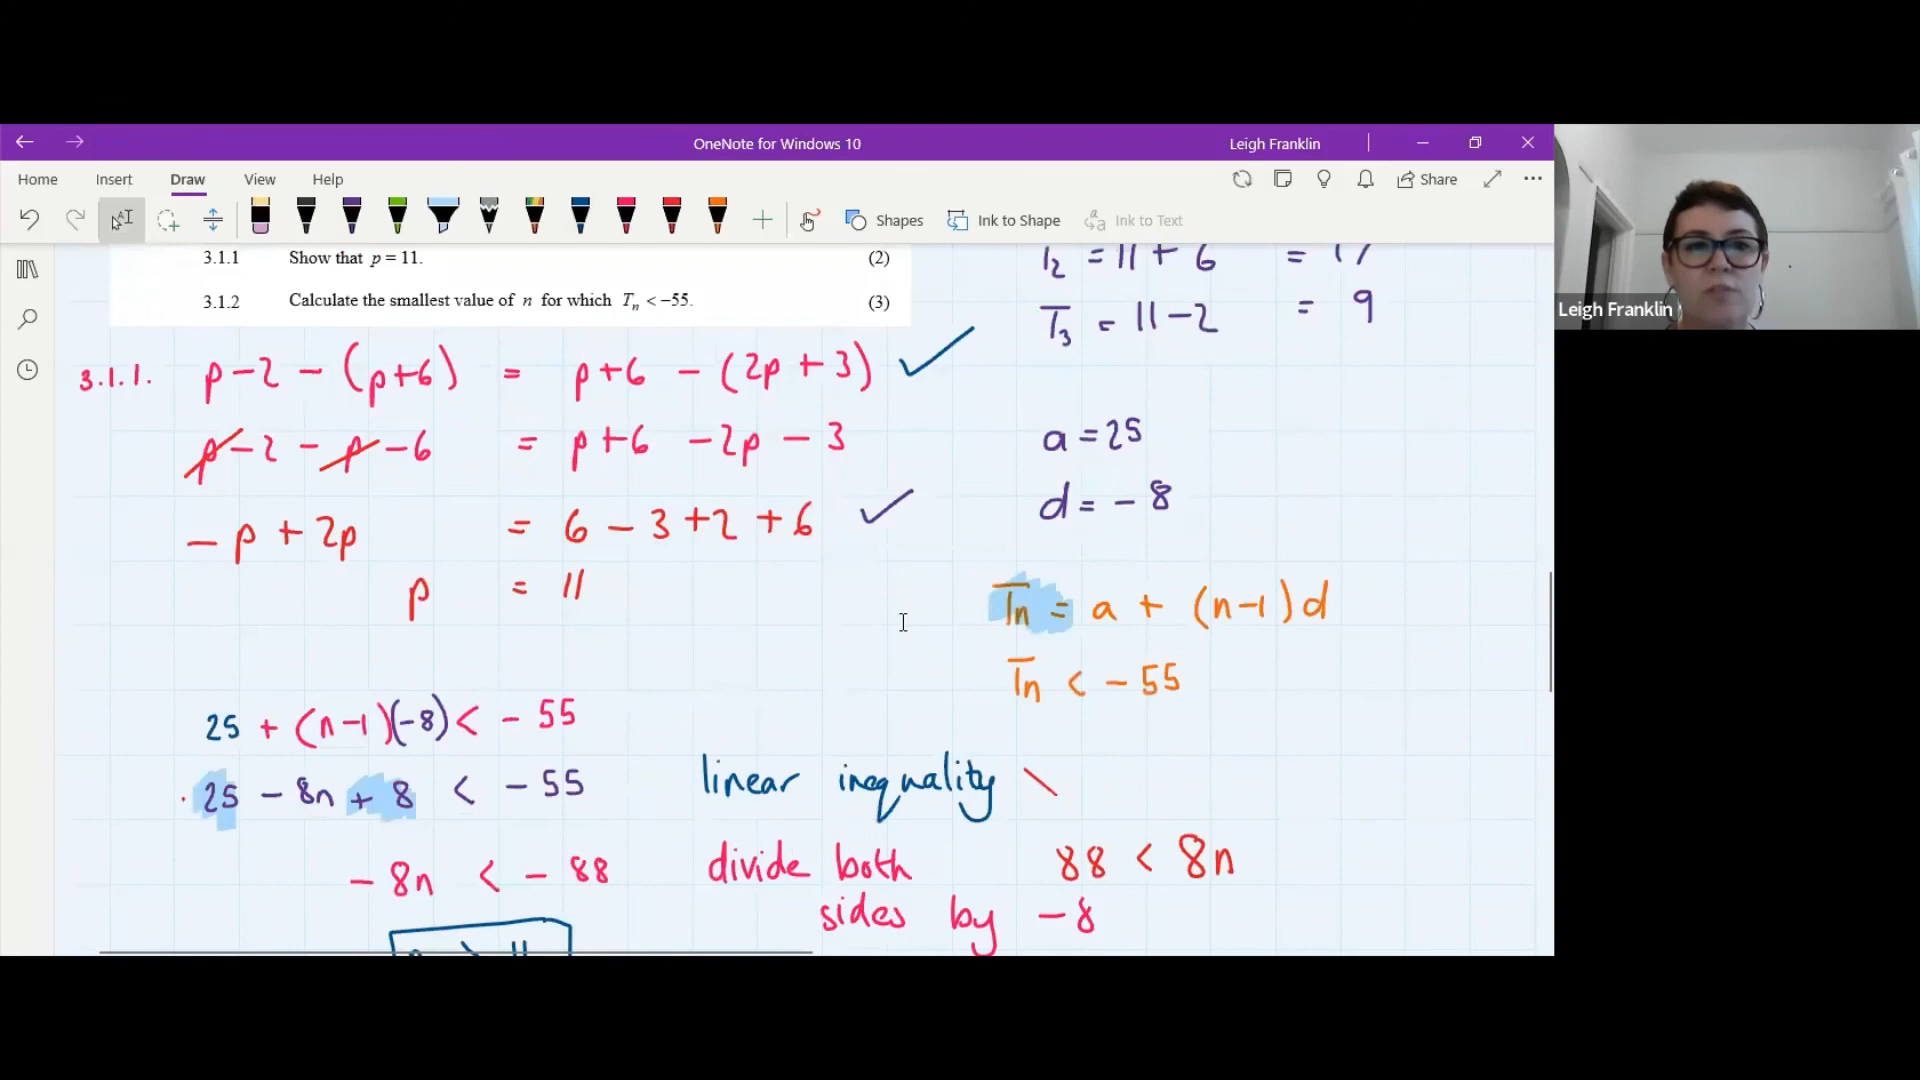 OneNote for Windows 10
Leigh Franklin
Home Insert Draw View Help
Share
Shapes Ink to Shape Ink to Text
3.1.1 Show that p = 11. (2)
3.1.2 Calculate the smallest value of n for which Tₙ < −55. (3)
T₂ = 11 + 6 = 17
T₃ = 11 − 2 = 9
3.1.1. p − 2 − (p + 6) = p + 6 − (2p + 3) ✓
p − 2 − p − 6 = p + 6 − 2p − 3
− p + 2p = 6 − 3 + 2 + 6 ✓
p = 11
a = 25
d = − 8
Tn = a + (n − 1)d
Tn < − 55
25 + (n − 1)(−8) < − 55
25 − 8n + 8 < − 55
linear inequality
− 8n < − 88
divide both
sides by − 8
88 < 8n
Leigh Franklin